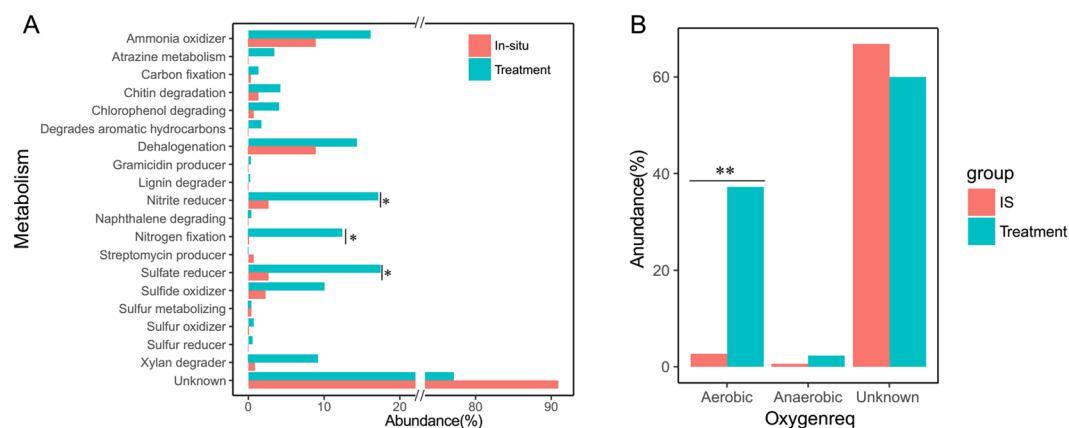 A
Metabolism
Ammonia oxidizer
Atrazine metabolism
Carbon fixation
Chitin degradation
Chlorophenol degrading
Degrades aromatic hydrocarbons
Dehalogenation
Gramicidin producer
Lignin degrader
Nitrite reducer
Naphthalene degrading
Nitrogen fixation
Streptomycin producer
Sulfate reducer
Sulfide oxidizer
Sulfur metabolizing
Sulfur oxidizer
Sulfur reducer
Xylan degrader
Unknown
In-situ
Treatment
*
*
*
//
//
0 10 20 80 90
Abundance(%)
B
Anundance(%)
60
40
20
0
**
Aerobic Anaerobic Unknown
Oxygenreq
group
IS
Treatment